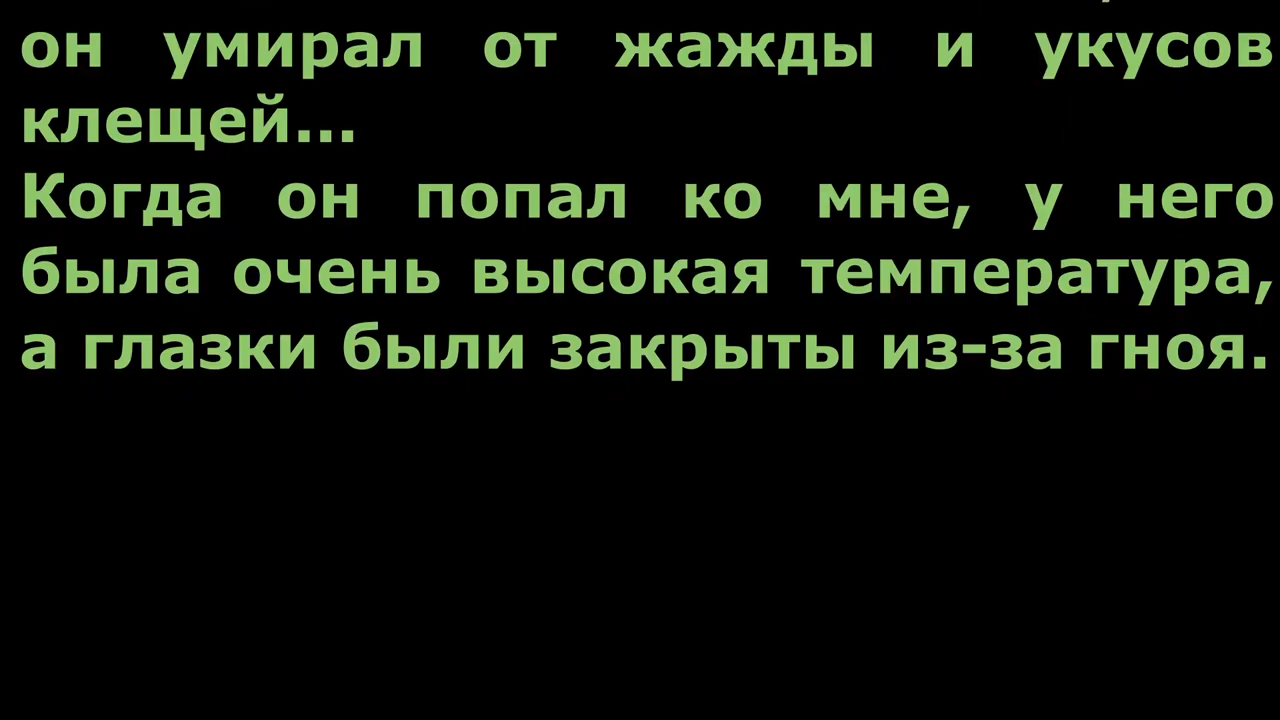 он умирал от жажды и укусов
клещей...
Когда он попал ко мне, у него
была очень высокая температура,
а глазки были закрыты из-за гноя.